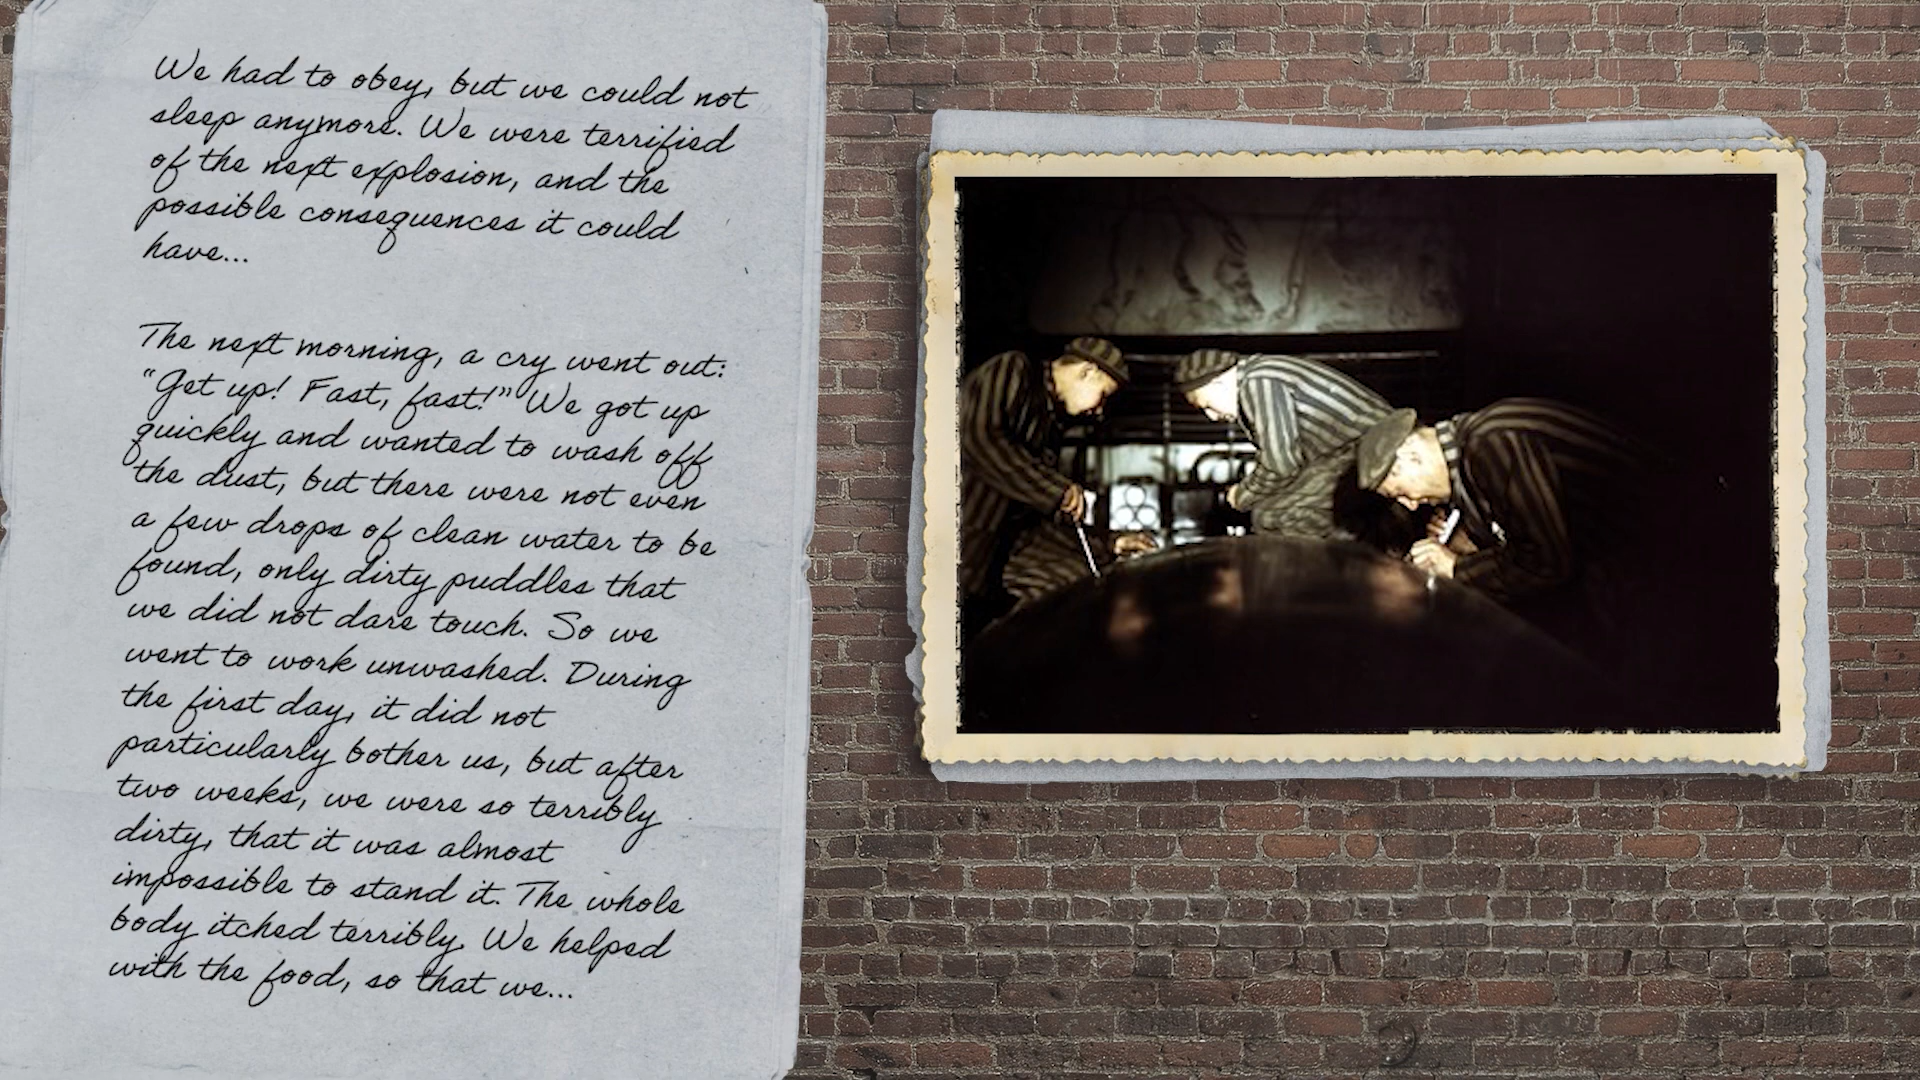 We had to obey, but we could not
sleep anymore. We were terrified
of the next explosion, and the
possible consequences it could
have...
The next morning, a cry went out:
"Get up! Fast, fast!" We got up
quickly and wanted to wash off
the dust, but there were not even
a few drops of clean water to be
found, only dirty puddles that
we did not dare touch. So we
went to work unwashed. During
the first day, it did not
particularly bother us, but after
two weeks, we were so terribly
dirty, that it was almost
impossible to stand it. The whole
body itched terribly. We helped
with the food, so that we...